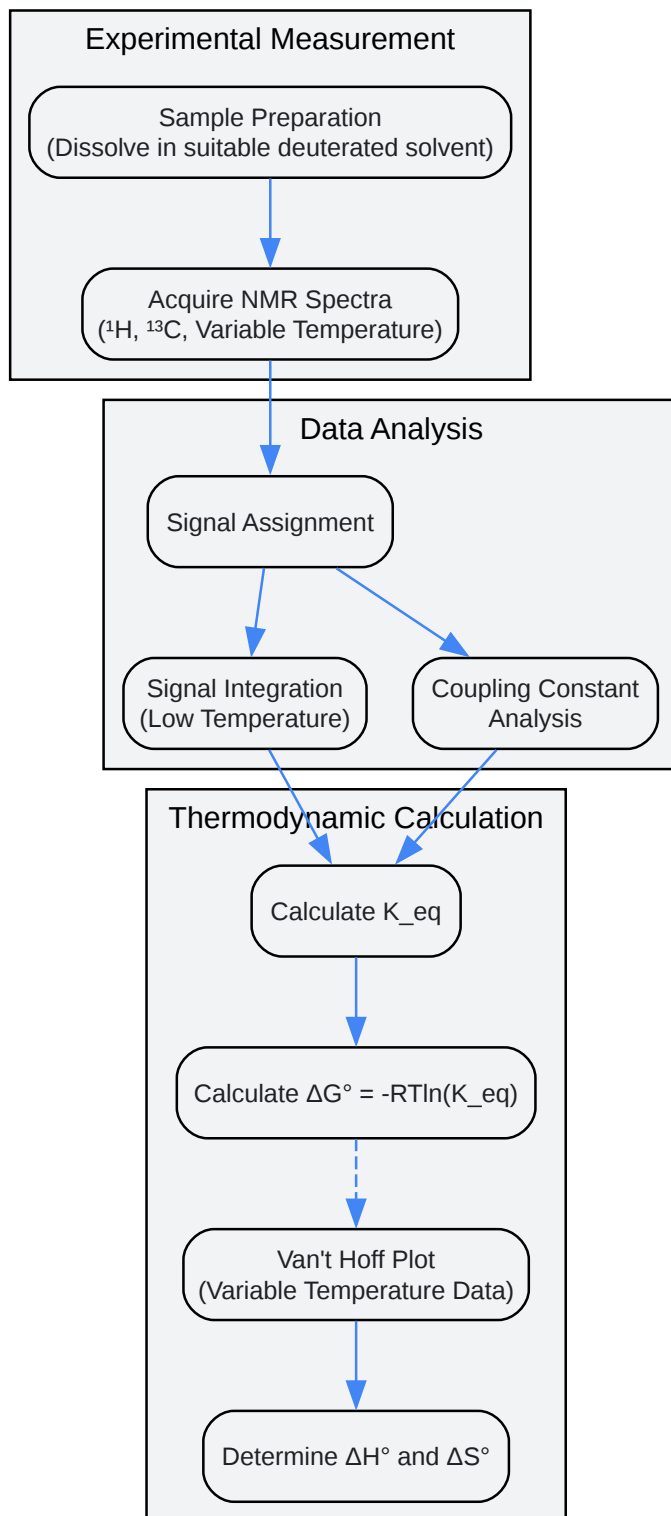 Experimental Measurement
Sample Preparation
(Dissolve in suitable deuterated solvent)
Acquire NMR Spectra
(¹H, ¹³C, Variable Temperature)
Data Analysis
Signal Assignment
Signal Integration
(Low Temperature)
Coupling Constant
Analysis
Thermodynamic Calculation
Calculate K_eq
Calculate ΔG° = -RTln(K_eq)
Van't Hoff Plot
(Variable Temperature Data)
Determine ΔH° and ΔS°